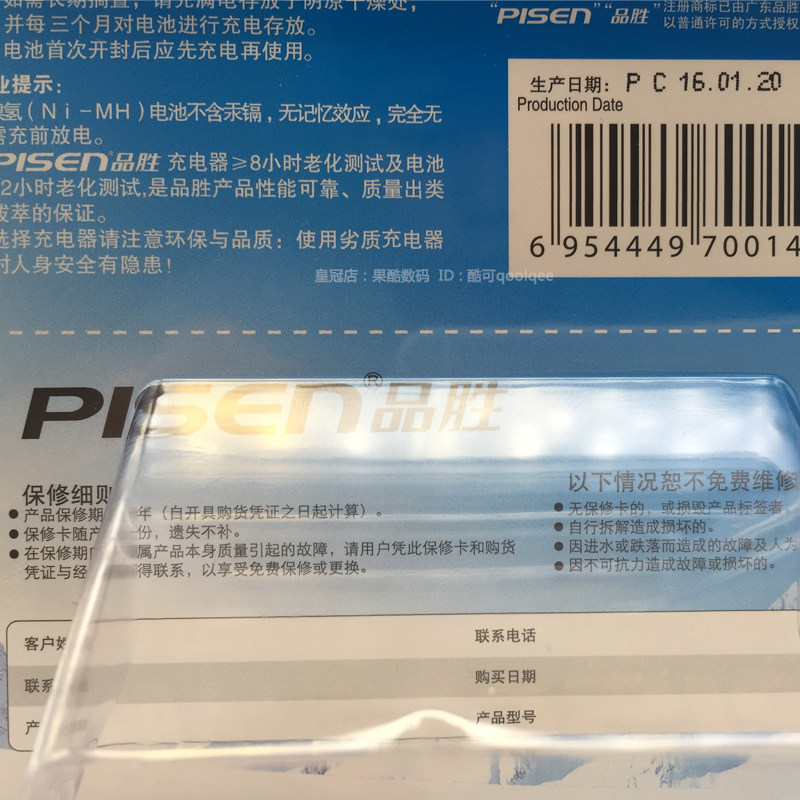 如需长期搁置，请充满电存放于阴凉干燥处，
并每三个月对电池进行充电存放。
电池首次开封后应先充电再使用。
业提示：
氢(Ni-MH)电池不含汞镉，无记忆效应，完全无
需充前放电。
PISEN品胜 充电器≥8小时老化测试及电池
2小时老化测试,是品胜产品性能可靠、质量出类
拔萃的保证。
选择充电器请注意环保与品质：使用劣质充电器
对人身安全有隐患！
“PISEN”“品胜”注册商标已由广东品胜
以普通许可的方式授权
生产日期：P C 16.01.20
Production Date
6 954449 70014
皇冠店：果酷数码 ID：酷可qoolqee
PISEN®品胜
保修细则
● 产品保修期 年（自开具购货凭证之日起计算）。
● 保修卡随产 份，遗失不补。
● 在保修期内 属产品本身质量引起的故障，请用户凭此保修卡和购货
凭证与经 得联系，以享受免费保修或更换。
以下情况恕不免费维修
● 无保修卡的，或损毁产品标签者
● 自行拆解造成损坏的。
● 因进水或跌落而造成的故障及人为
● 因不可抗力造成故障或损坏的。
客户姓
联系电话
联系
购买日期
产
产品型号